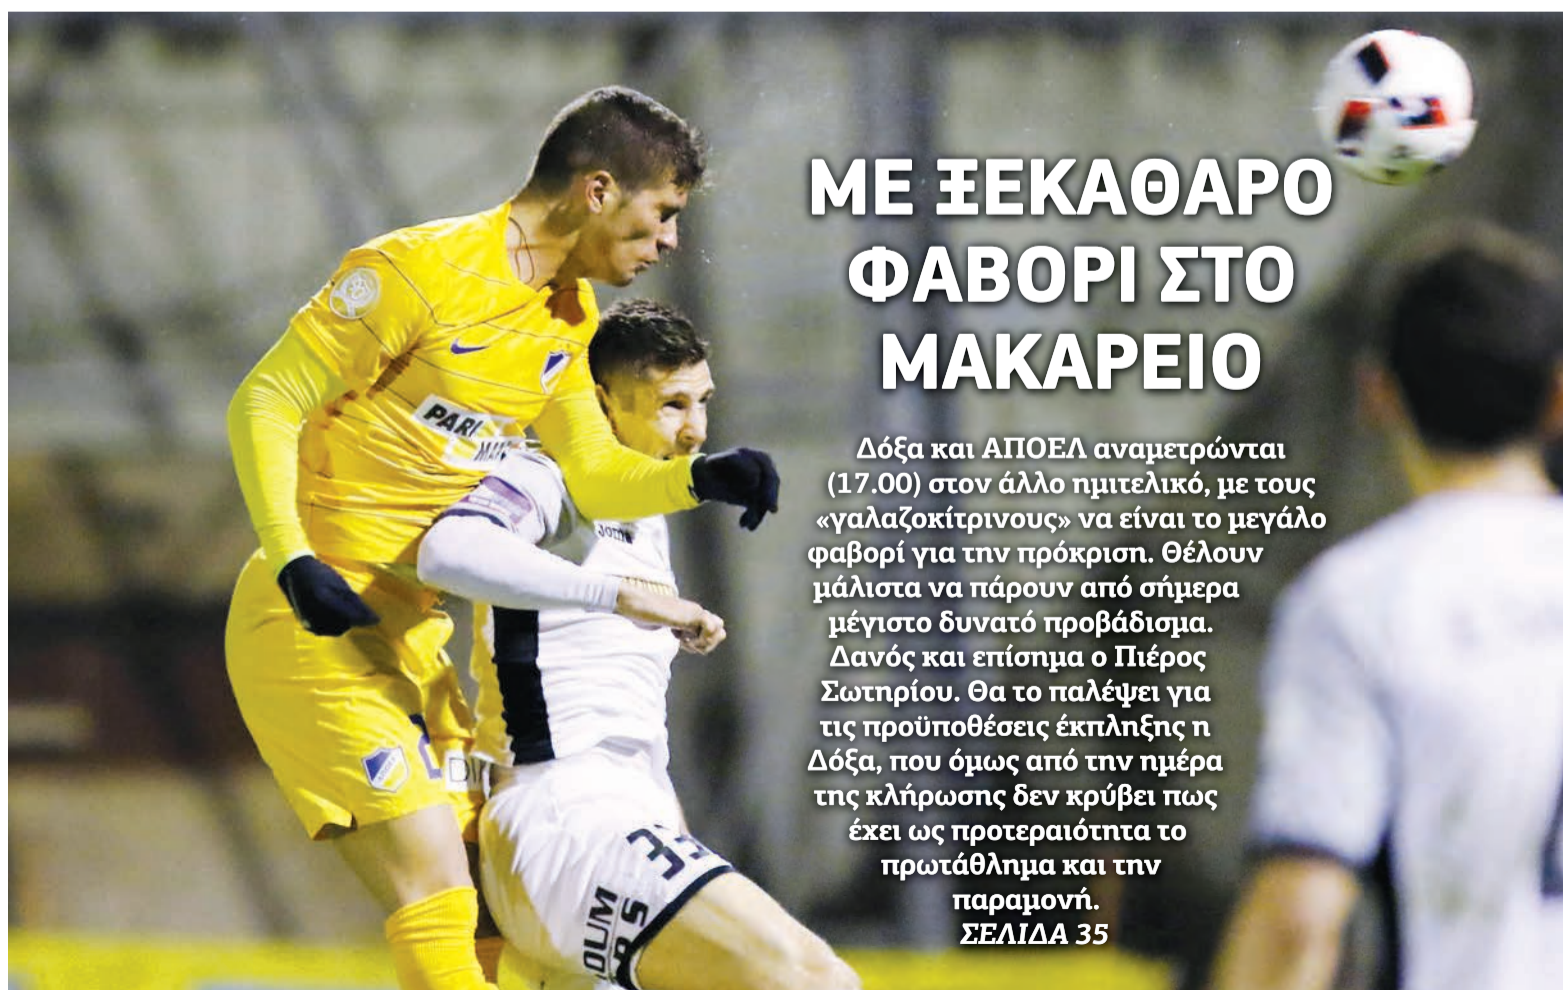 ΜΕ ΞΕΚΑΘΑΡΟ
ΦΑΒΟΡΙ ΣΤΟ
ΜΑΚΑΡΕΙΟ
Δόξα και ΑΠΟΕΛ αναμετρώνται
(17.00) στον άλλο ημιτελικό, με τους
«γαλαζοκίτρινους» να είναι το μεγάλο
φαβορί για την πρόκριση. Θέλουν
μάλιστα να πάρουν από σήμερα
μέγιστο δυνατό προβάδισμα.
Δανός και επίσημα ο Πιέρος
Σωτηρίου. Θα το παλέψει για
τις προϋποθέσεις έκπληξης η
Δόξα, που όμως από την ημέρα
της κλήρωσης δεν κρύβει πως
έχει ως προτεραιότητα το
πρωτάθλημα και την
παραμονή.
ΣΕΛΙΔΑ 35
PARI
33